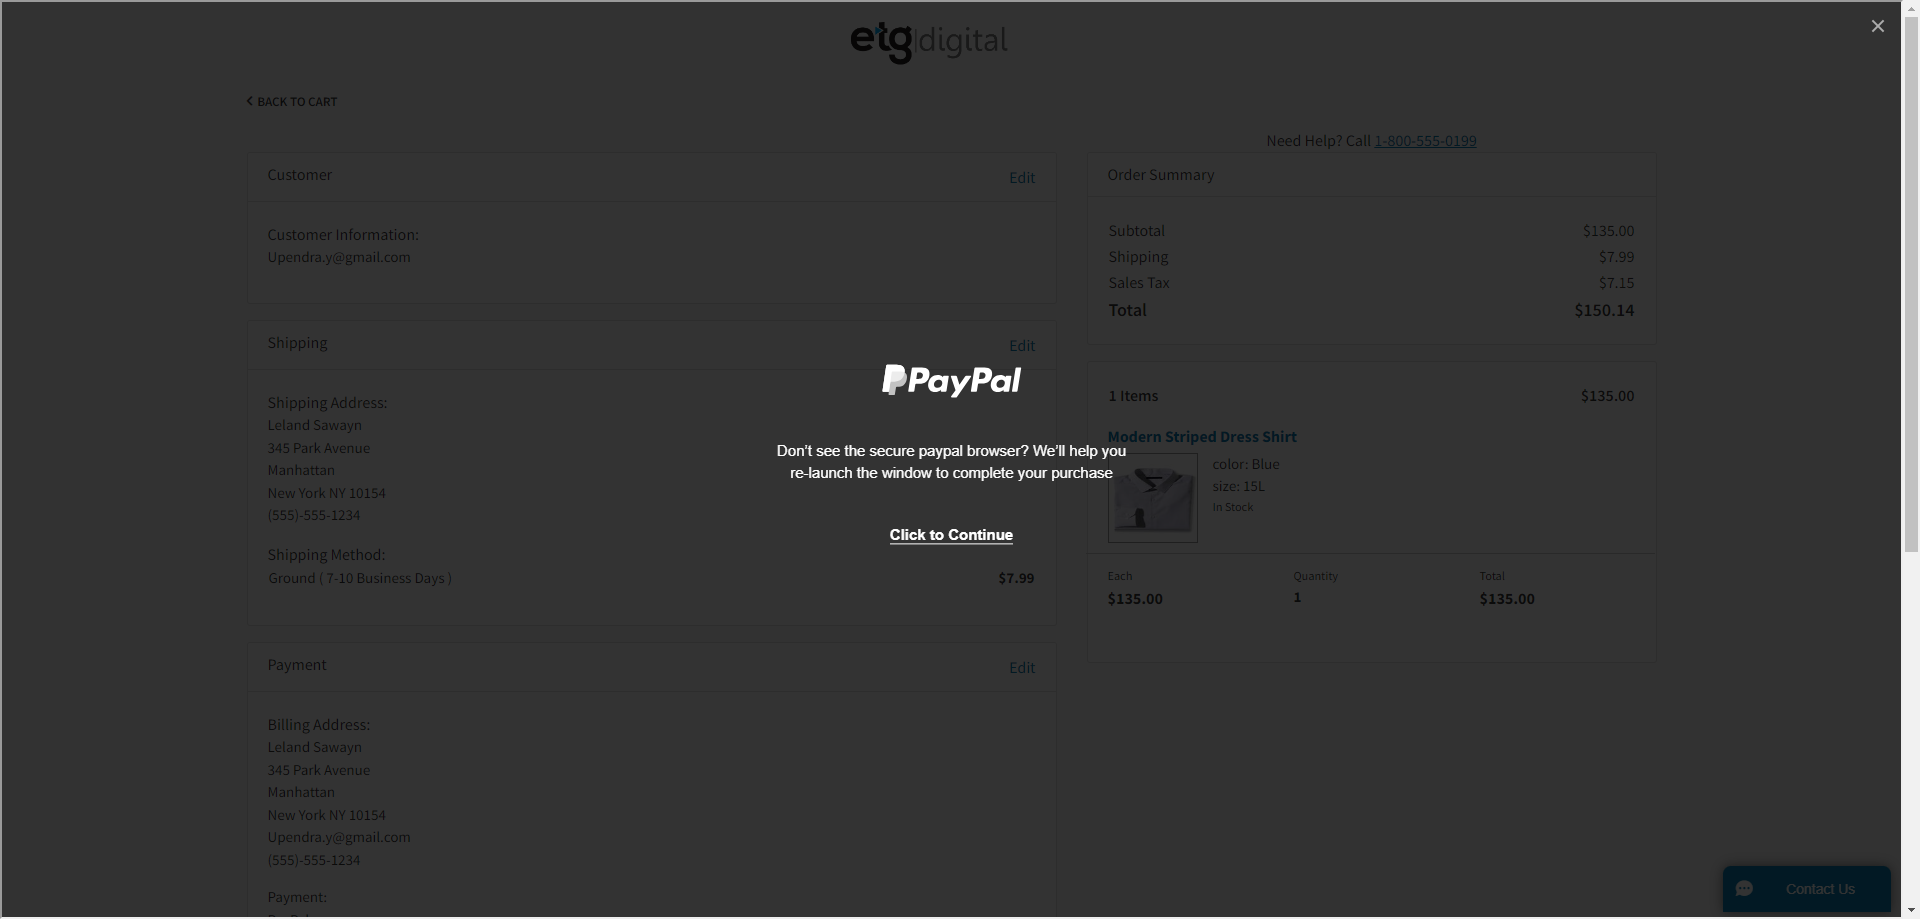 etg|digital
BACK TO CART
Need Help? Call 1-800-555-0199
Customer
Edit
Customer Information:
Upendra.y@gmail.com
Shipping
Edit
Shipping Address:
Leland Sawayn
345 Park Avenue
Manhattan
New York NY 10154
(555)-555-1234
Shipping Method:
Ground ( 7-10 Business Days )
$7.99
Payment
Edit
Billing Address:
Leland Sawayn
345 Park Avenue
Manhattan
New York NY 10154
Upendra.y@gmail.com
(555)-555-1234
Payment:
PayPal
Don't see the secure paypal browser? We'll help you
re-launch the window to complete your purchase
Click to Continue
Order Summary
Subtotal $135.00
Shipping $7.99
Sales Tax $7.15
Total $150.14
1 Items $135.00
Modern Striped Dress Shirt
color: Blue
size: 15L
In Stock
Each Quantity Total
$135.00 1 $135.00
Contact Us